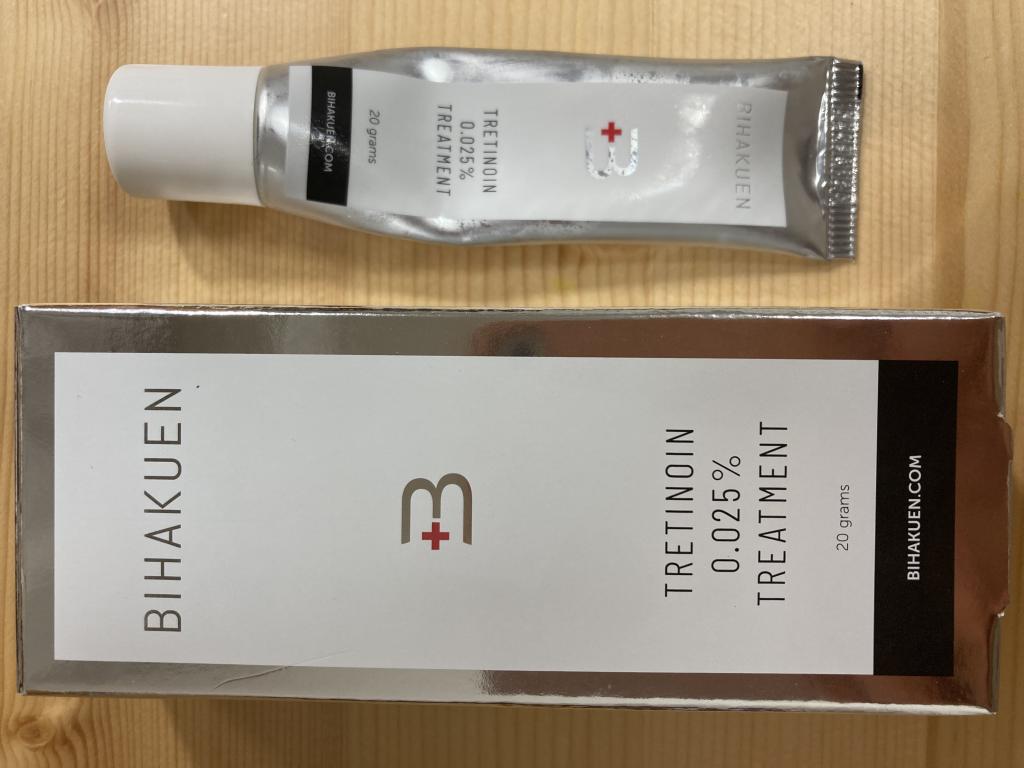 BIHAKUEN
B
TRETINOIN
0.025%
TREATMENT
20 grams
BIHAKUEN.COM
BIHAKUEN
B
TRETINOIN
0.025%
TREATMENT
20 grams
BIHAKUEN.COM